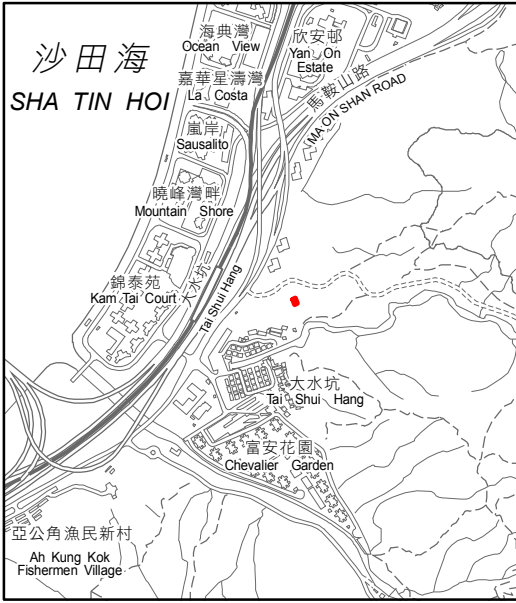 海典灣
Ocean View
欣安邨
Yan On
Estate
沙田海
SHA TIN HOI
嘉華星濤灣
La Costa
馬鞍山路
MA ON SHAN ROAD
嵐岸
Sausalito
曉峰灣畔
Mountain Shore
錦泰苑
Kam Tai Court
大水坑
Tai Shui Hang
大水坑
Tai Shui Hang
富安花園
Chevalier Garden
亞公角漁民新村
Ah Kung Kok
Fishermen Village